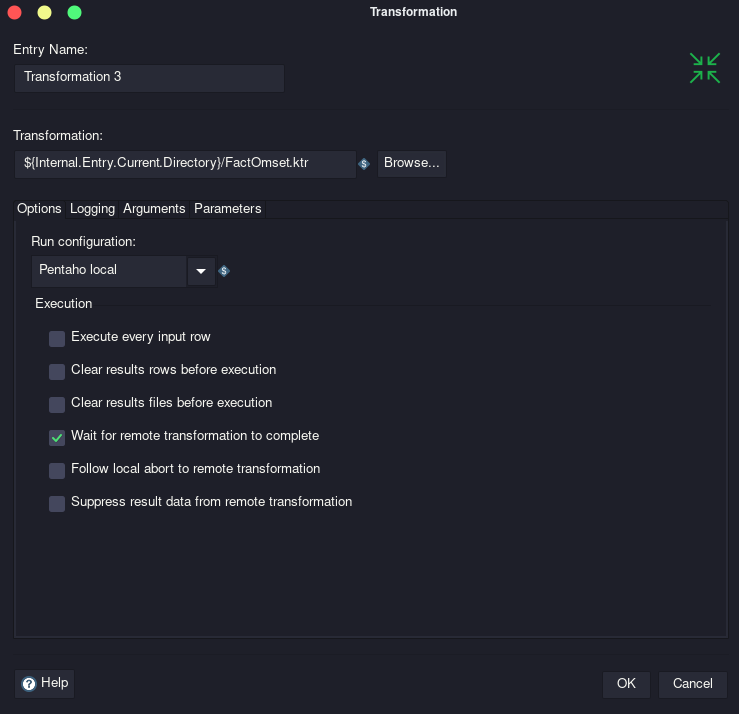 Transformation
Entry Name:
Transformation 3
Transformation:
${Internal.Entry.Current.Directory}/FactOmset.ktr
$
Browse...
Options Logging Arguments Parameters
Run configuration:
Pentaho local
$
Execution
Execute every input row
Clear results rows before execution
Clear results files before execution
Wait for remote transformation to complete
Follow local abort to remote transformation
Suppress result data from remote transformation
? Help
OK
Cancel